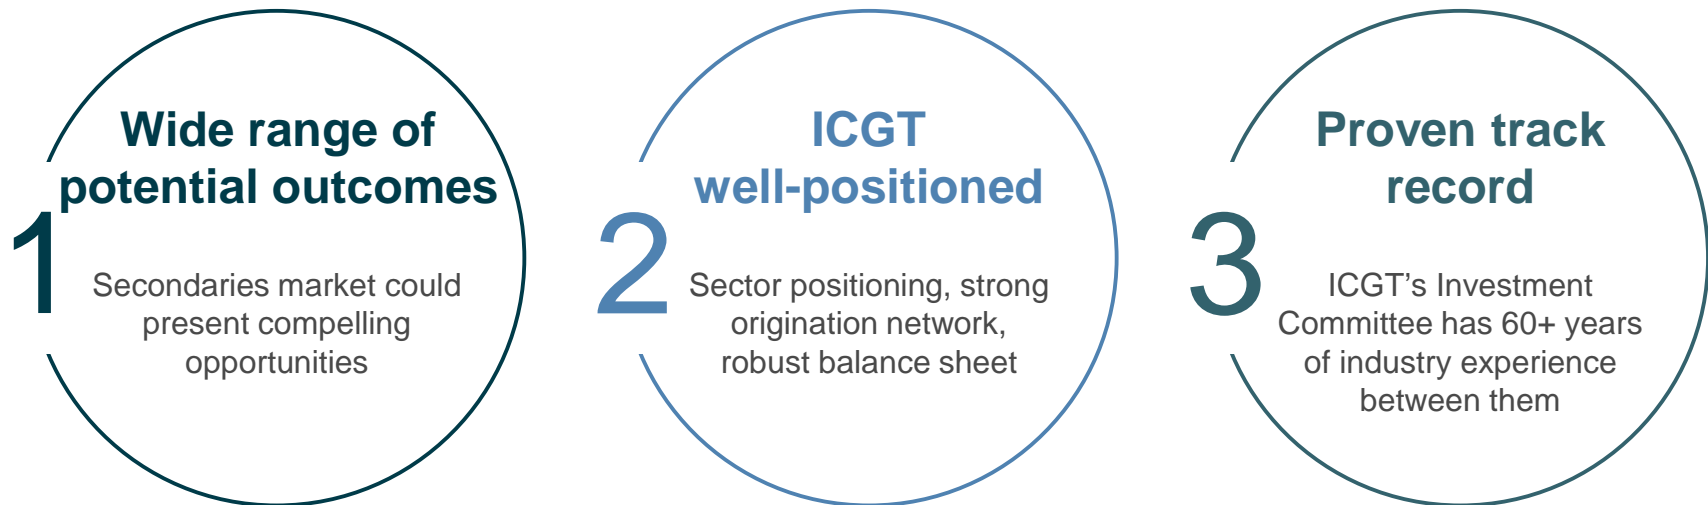 1
Wide range of
potential outcomes
Secondaries market could
present compelling
opportunities
2
ICGT
well-positioned
Sector positioning, strong
origination network,
robust balance sheet
3
Proven track
record
ICGT’s Investment
Committee has 60+ years
of industry experience
between them